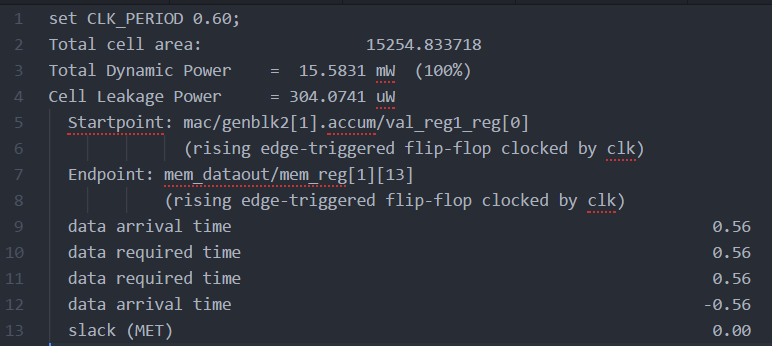 1 set CLK_PERIOD 0.60;
2 Total cell area: 15254.833718
3 Total Dynamic Power = 15.5831 mW (100%)
4 Cell Leakage Power = 304.0741 uW
5 Startpoint: mac/genblk2[1].accum/val_reg1_reg[0]
6 (rising edge-triggered flip-flop clocked by clk)
7 Endpoint: mem_dataout/mem_reg[1][13]
8 (rising edge-triggered flip-flop clocked by clk)
9 data arrival time 0.56
10 data required time 0.56
11 data required time 0.56
12 data arrival time -0.56
13 slack (MET) 0.00